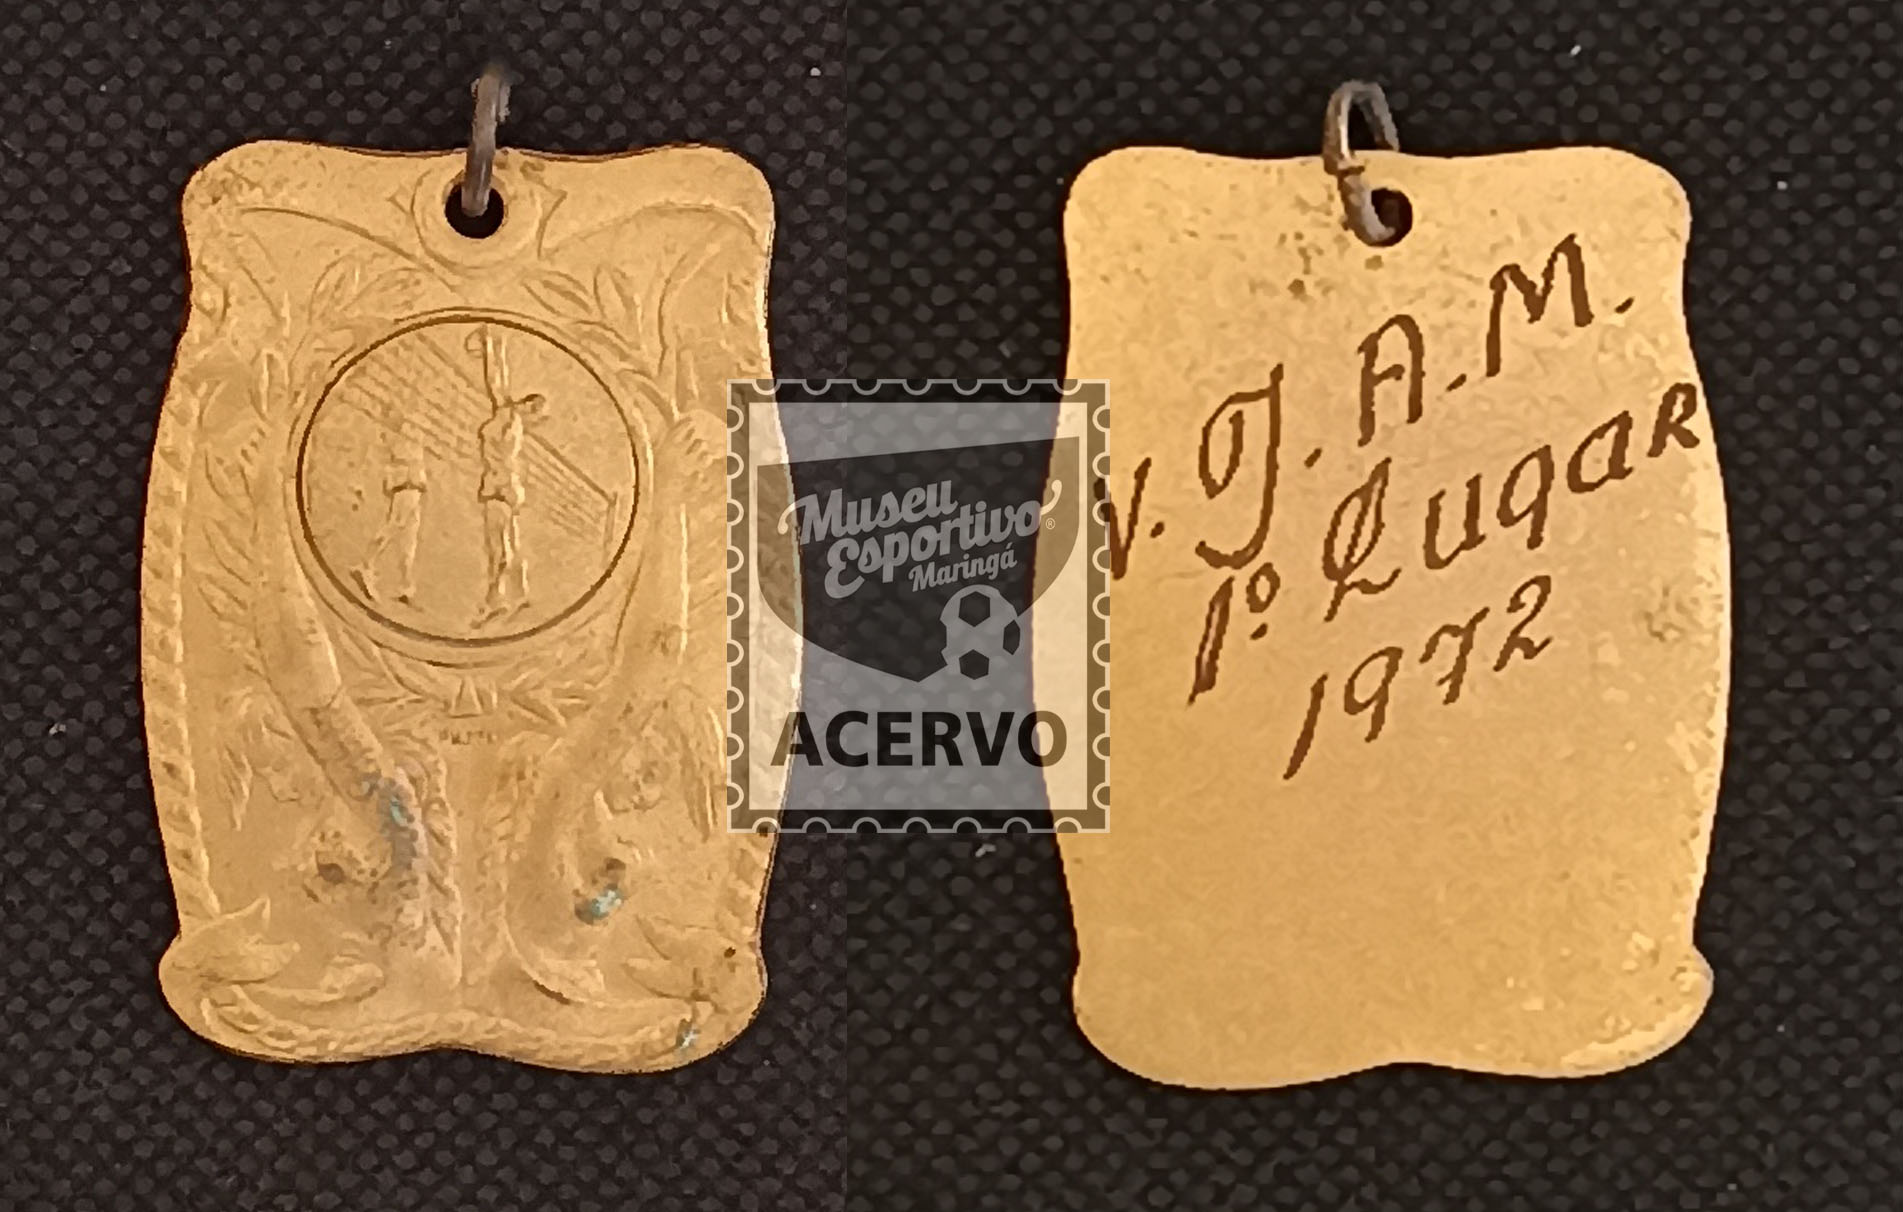 V. J. A. M.
1º Lugar
1972
Museu
Esportivo®
Maringá
ACERVO